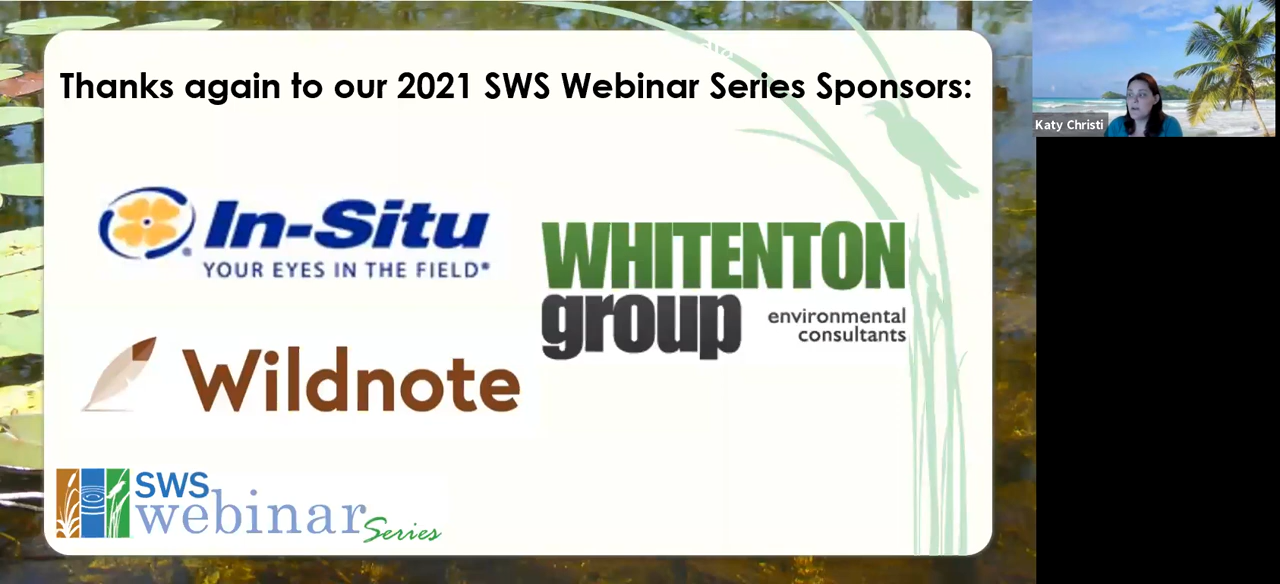 Thanks again to our 2021 SWS Webinar Series Sponsors:
Katy Christi
In-Situ®
YOUR EYES IN THE FIELD®
WHITENTON
group
environmental
consultants
Wildnote
SWS
webinar
Series